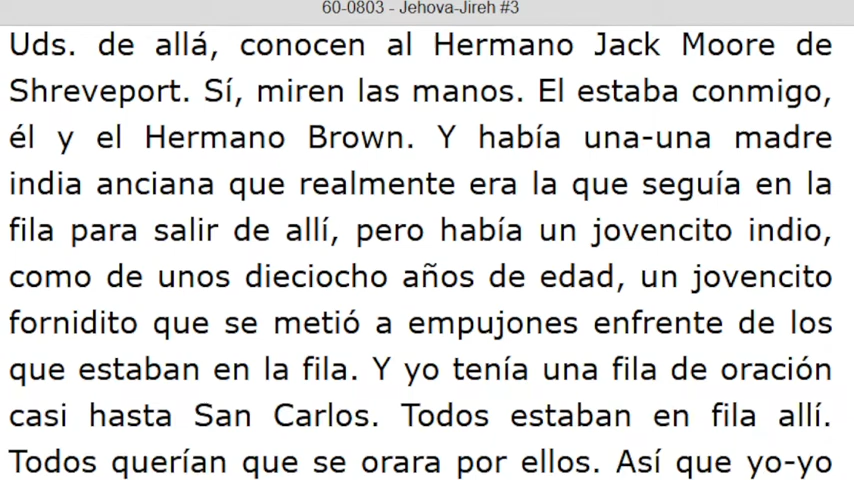 60-0803 - Jehova-Jireh #3
Uds. de allá, conocen al Hermano Jack Moore de
Shreveport. Sí, miren las manos. El estaba conmigo,
él y el Hermano Brown. Y había una-una madre
india anciana que realmente era la que seguía en la
fila para salir de allí, pero había un jovencito indio,
como de unos dieciocho años de edad, un jovencito
fornidito que se metió a empujones enfrente de los
que estaban en la fila. Y yo tenía una fila de oración
casi hasta San Carlos. Todos estaban en fila allí.
Todos querían que se orara por ellos. Así que yo-yo